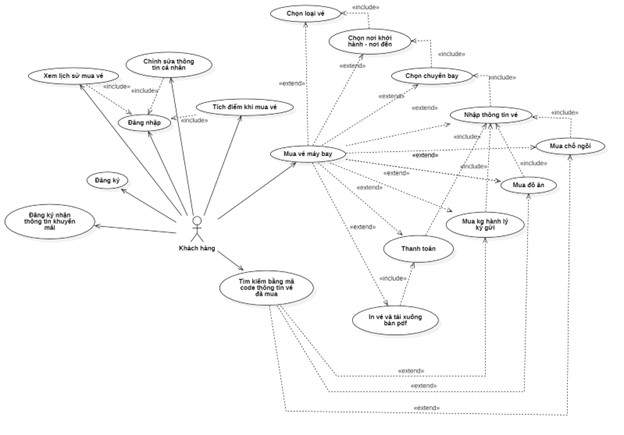 Chọn loại vé
«include»
Chọn nơi khởi
hành - nơi đến
«include»
Chính sửa thông
tin cá nhân
«extend»
Xem lịch sử mua vé
Chọn chuyến bay
«include»
«include»
«extend»
«include»
«extend»
Tích điểm khi mua vé
«extend»
Nhập thông tin vé
«include»
«include»
Đăng nhập
«include»
Mua chỗ ngồi
Mua vé máy bay
«extend»
«include»
«include»
«extend»
Đăng ký
«extend»
Mua đồ ăn
Đăng ký nhận
thông tin khuyến
mãi
«extend»
Mua kg hành lý
ký gửi
Khách hàng
Thanh toán
Tìm kiếm bằng mã
code thông tin vé
đã mua
«include»
In vé và tải xuống
bản pdf
«extend»
«extend»
«extend»